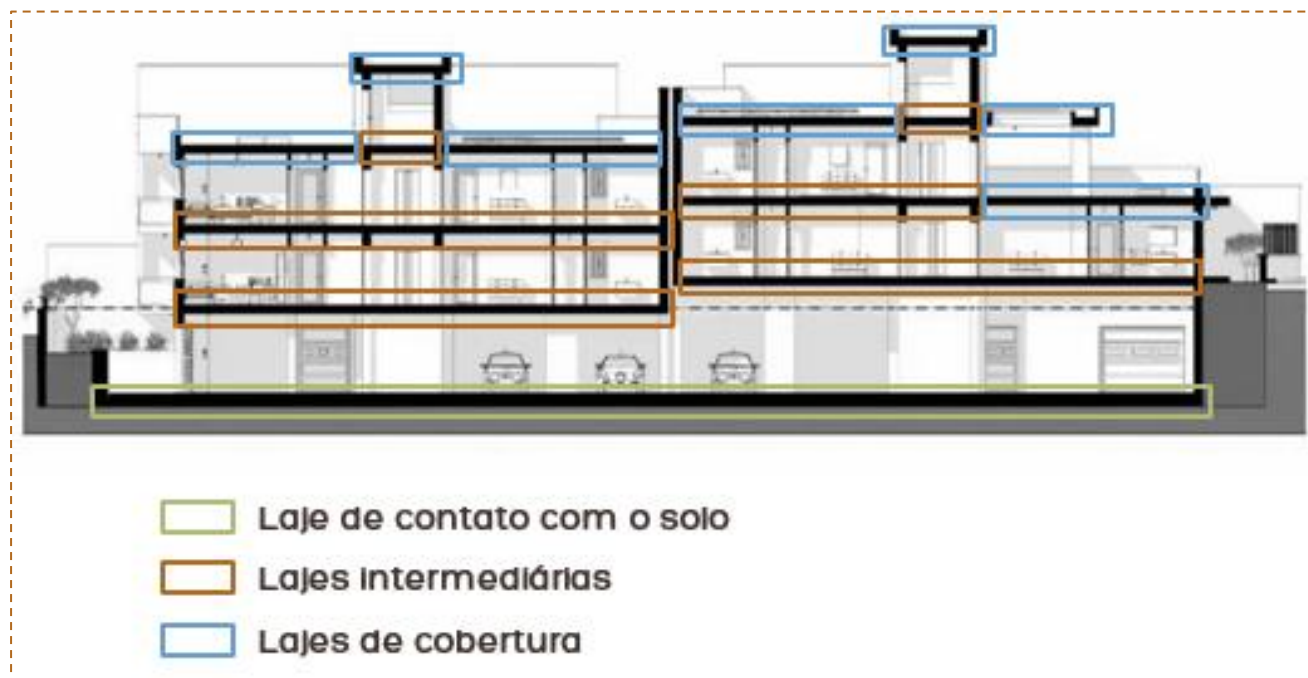 Laje de contato com o solo
Lajes intermediárias
Lajes de cobertura